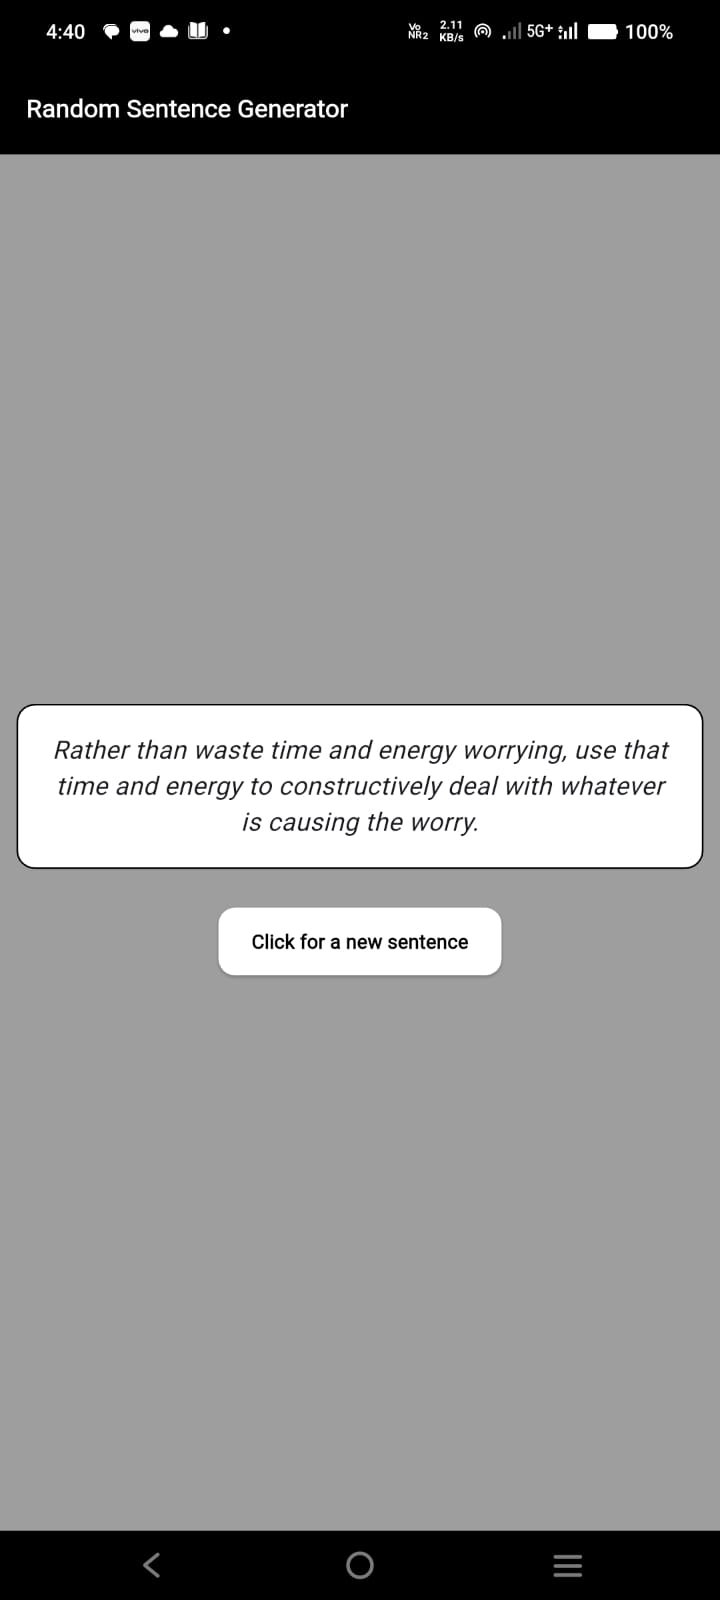 4:40 vivo Vo NR2 2.11 KB/s 5G+ 100%
Random Sentence Generator
Rather than waste time and energy worrying, use that
time and energy to constructively deal with whatever
is causing the worry.
Click for a new sentence